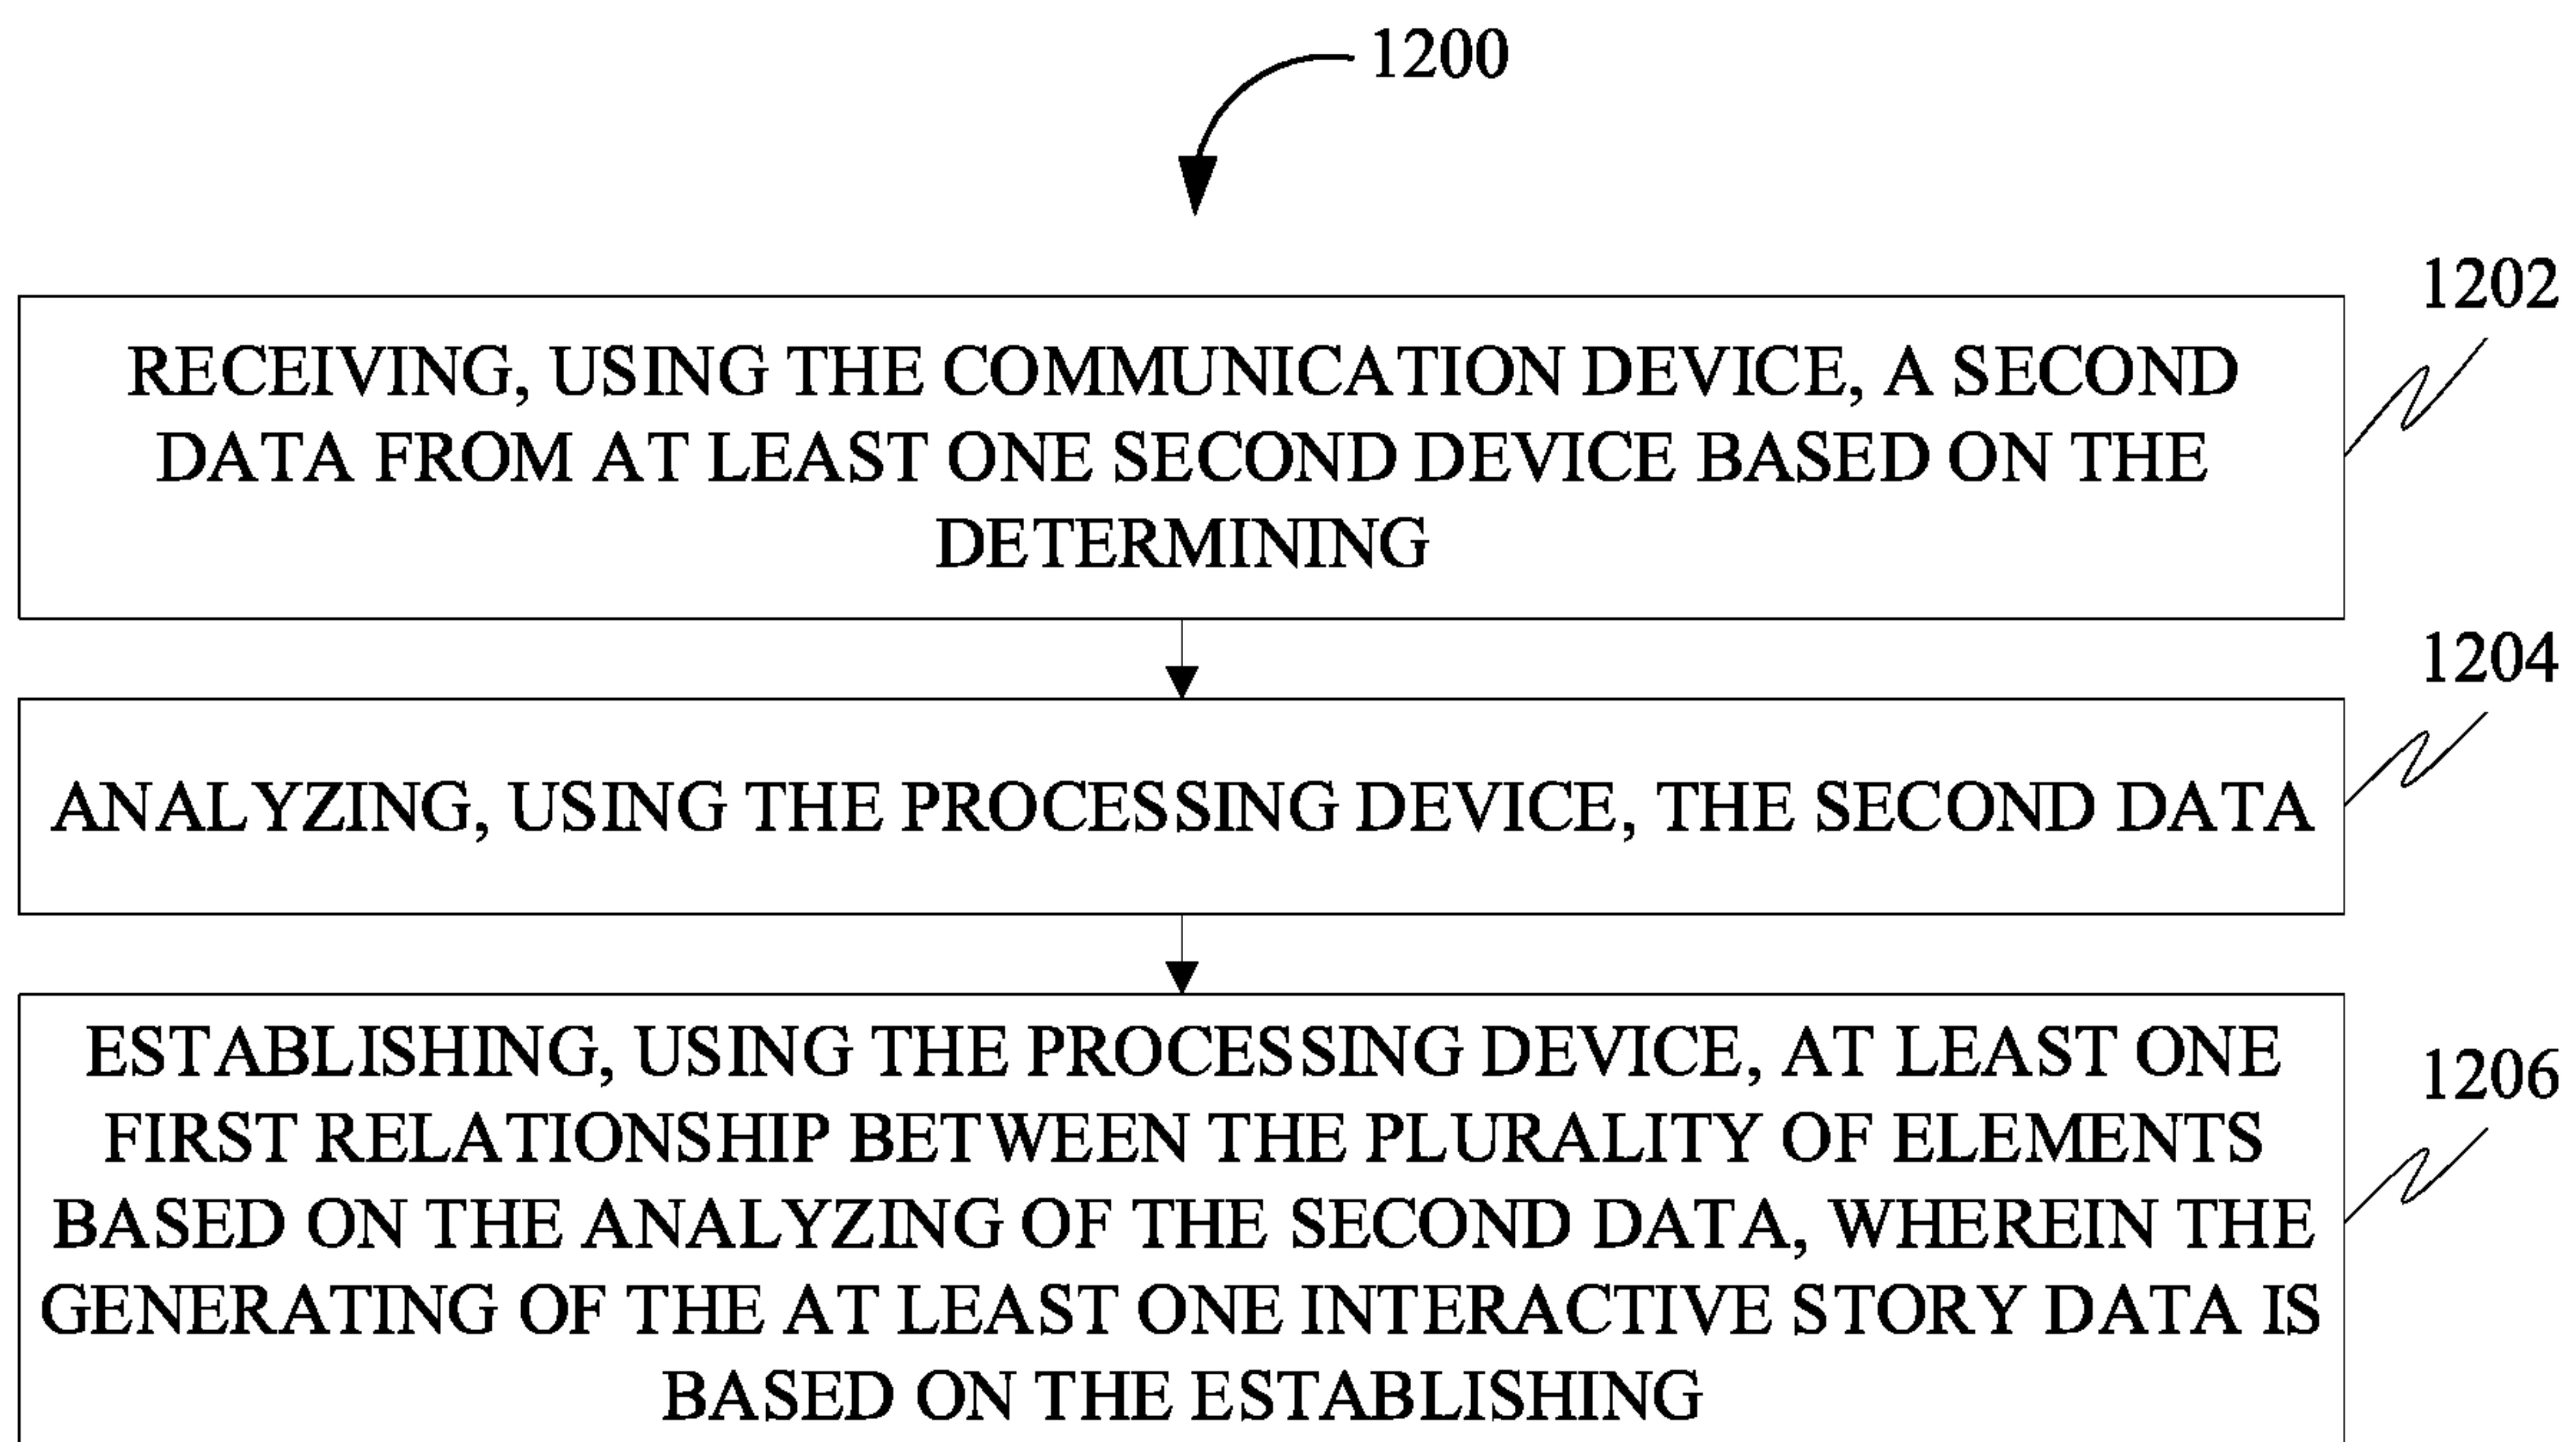 1200
1202
RECEIVING, USING THE COMMUNICATION DEVICE, A SECOND
DATA FROM AT LEAST ONE SECOND DEVICE BASED ON THE
DETERMINING
1204
ANALYZING, USING THE PROCESSING DEVICE, THE SECOND DATA
1206
ESTABLISHING, USING THE PROCESSING DEVICE, AT LEAST ONE
FIRST RELATIONSHIP BETWEEN THE PLURALITY OF ELEMENTS
BASED ON THE ANALYZING OF THE SECOND DATA, WHEREIN THE
GENERATING OF THE AT LEAST ONE INTERACTIVE STORY DATA IS
BASED ON THE ESTABLISHING